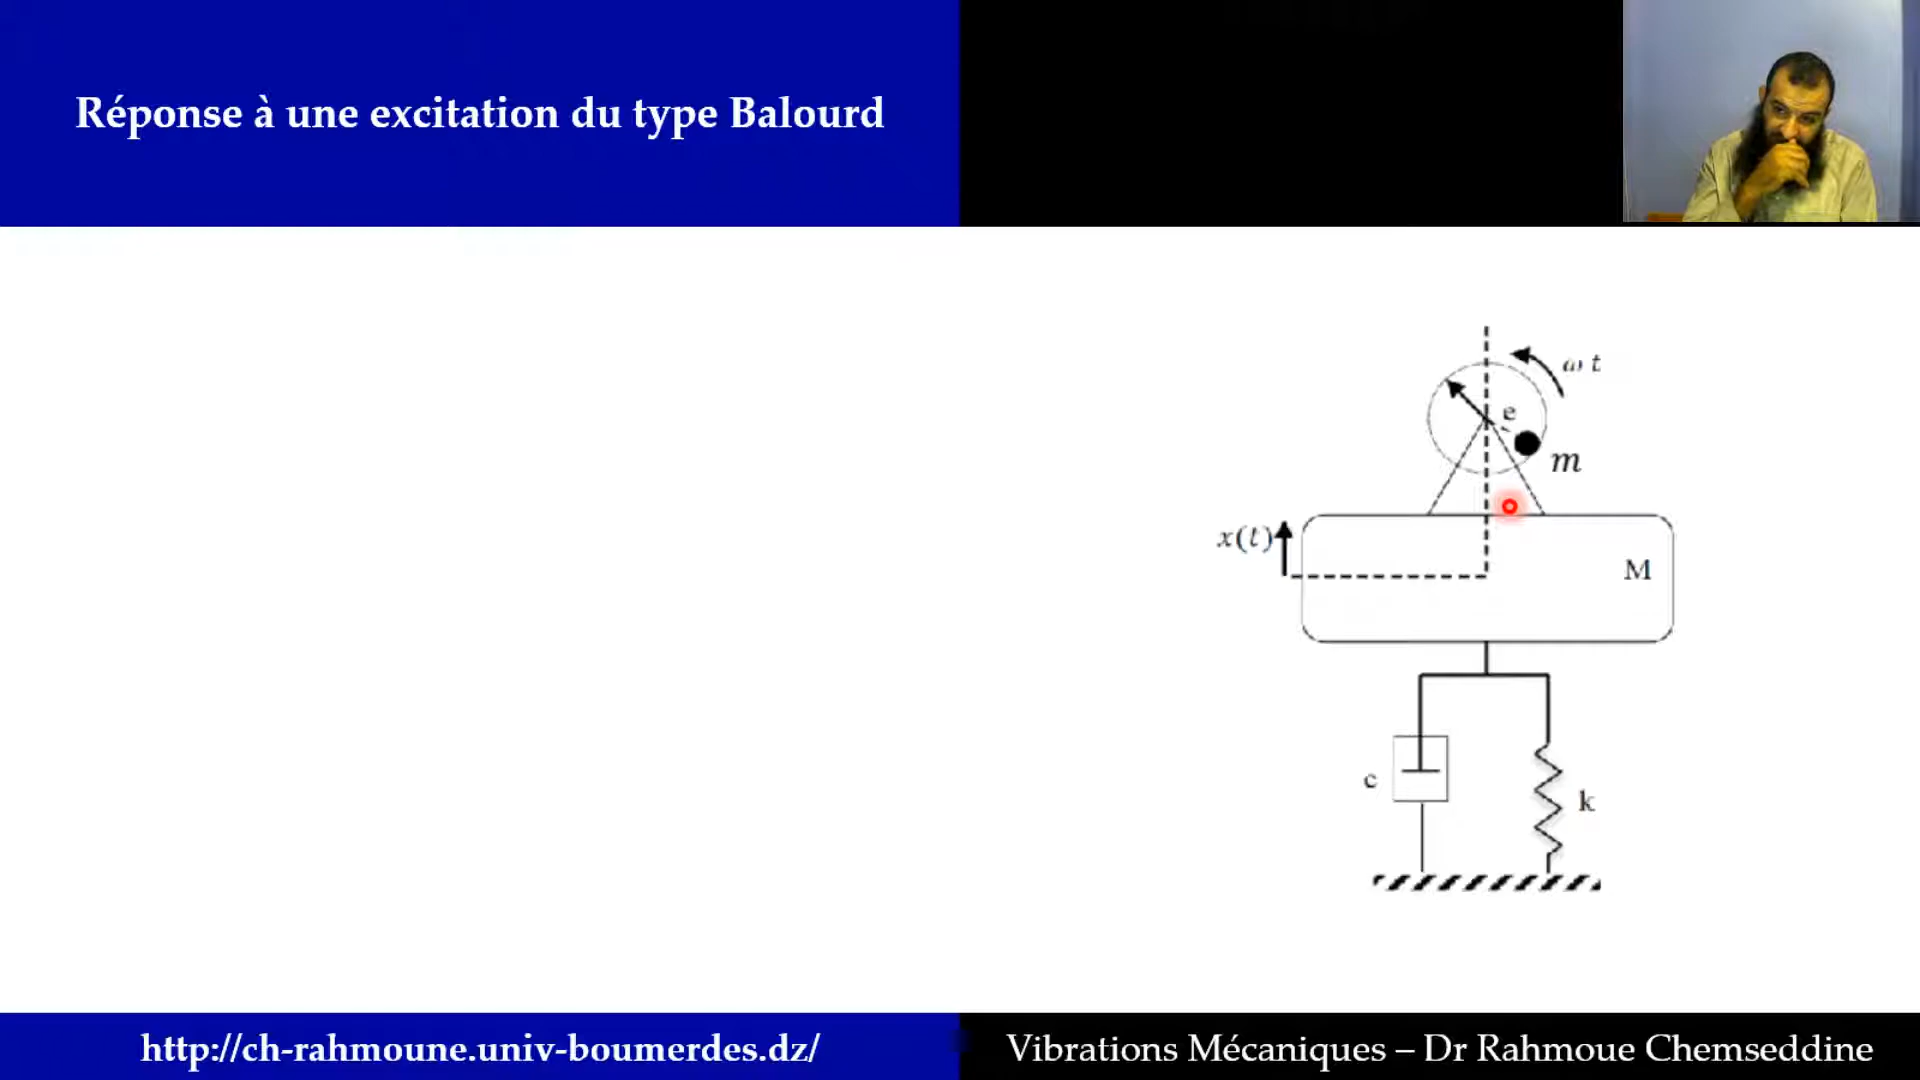 Réponse à une excitation du type Balourd
ω t
e
m
x(t)
M
c
k
http://ch-rahmoune.univ-boumerdes.dz/
Vibrations Mécaniques – Dr Rahmoue Chemseddine